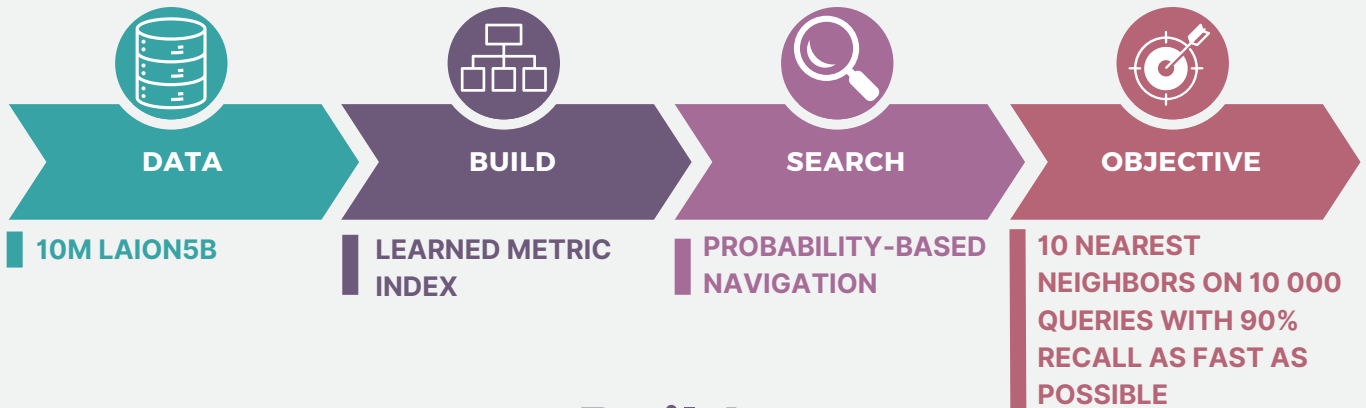 DATA
10M LAION5B
BUILD
LEARNED METRIC
INDEX
SEARCH
PROBABILITY-BASED
NAVIGATION
OBJECTIVE
10 NEAREST
NEIGHBORS ON 10 000
QUERIES WITH 90%
RECALL AS FAST AS
POSSIBLE